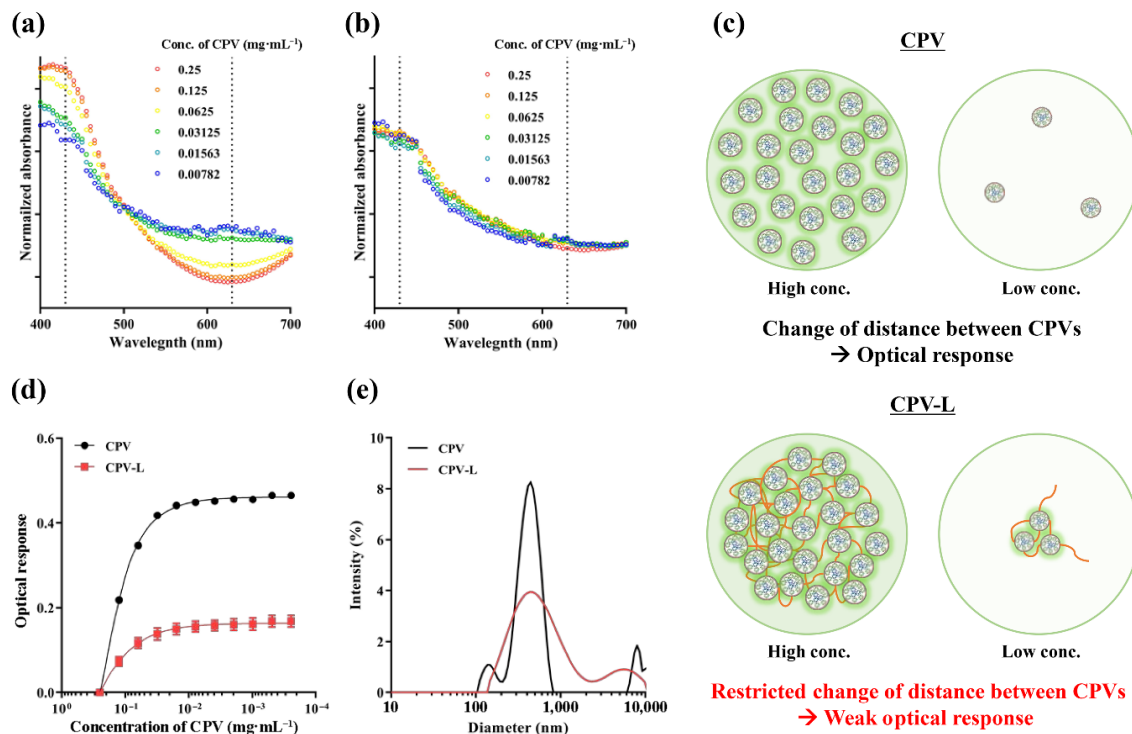 (a)
Conc. of CPV (mg·mL⁻¹)
0.25
0.125
0.0625
0.03125
0.01563
0.00782
Normailzed absorbance
400
500
600
700
Wavelegnth (nm)
(b)
Conc. of CPV (mg·mL⁻¹)
0.25
0.125
0.0625
0.03125
0.01563
0.00782
Normailzed absorbance
400
500
600
700
Wavelegnth (nm)
(c)
CPV
High conc.
Low conc.
Change of distance between CPVs
→ Optical response
CPV-L
High conc.
Low conc.
Restricted change of distance between CPVs
→ Weak optical response
(d)
CPV
CPV-L
Optical response
0.6
0.4
0.2
0.0
10⁰
10⁻¹
10⁻²
10⁻³
10⁻⁴
Concentration of CPV (mg·mL⁻¹)
(e)
CPV
CPV-L
Intensity (%)
10
8
6
4
2
0
10
100
1,000
10,000
Diameter (nm)